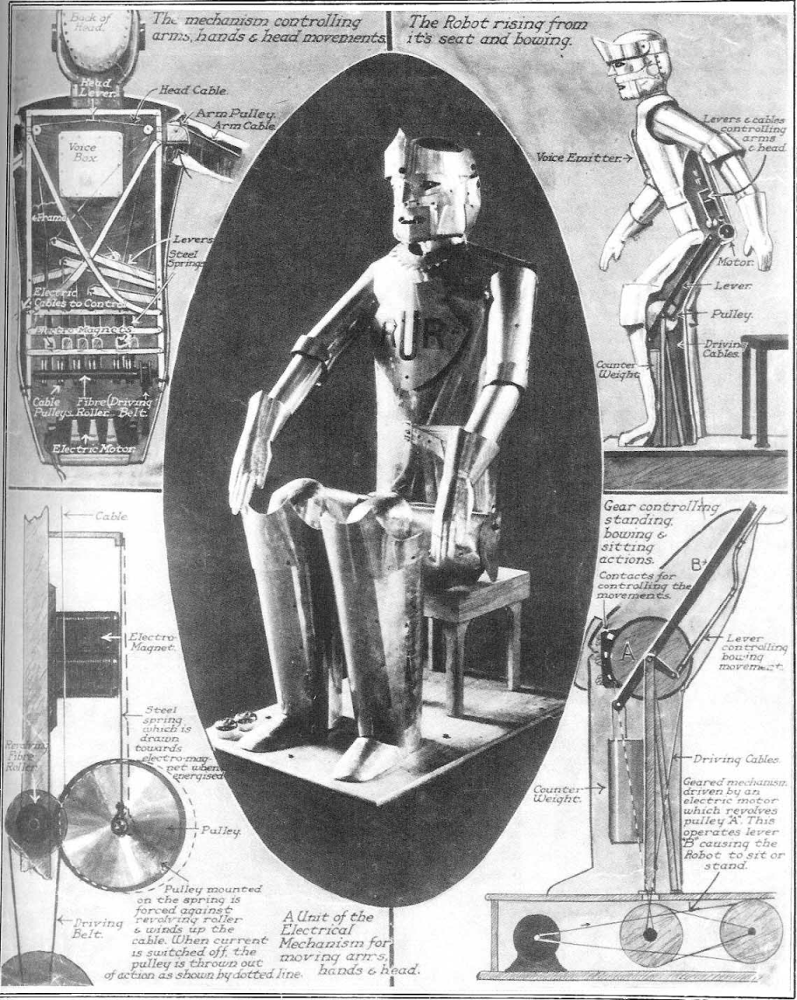 The mechanism controlling
arms, hands & head movements.
Back of
Head.
Head
Lever.
Head Cable.
Arm Pulley.
Arm Cable.
Voice
Box.
Frame
Levers
Steel
Springs
Electric
Cables to Control
Electro Magnets
Cable
Pulleys.
Fibre
Roller.
Driving
Belt.
Electric Motor.
The Robot rising from
it's seat and bowing.
Levers & cables
controlling
arms
& head
Voice Emitter.
Motor.
Lever.
Pulley.
Driving
Cables.
Counter
Weight.
RUR
Cable
Electro-
Magnet.
Steel
spring
which is
drawn
towards
electro-mag-
net when
energised
Revolving
Fibre
Roller.
Pulley.
Pulley mounted
on the spring is
forced against
revolving roller
& winds up the
cable. When current
is switched off, the
pulley is thrown out
of action as shown by dotted line.
Driving
Belt.
A Unit of the
Electrical
Mechanism for
moving arms,
hands & head.
Gear controlling
standing,
bowing &
sitting
actions.
Contacts for
controlling the
movements.
B
A
Lever
controlling
bowing
movement.
Driving Cables.
Counter
Weight.
Geared mechanism
driven by an
electric motor
which revolves
pulley "A". This
operates lever
"B" causing the
Robot to sit or
stand.